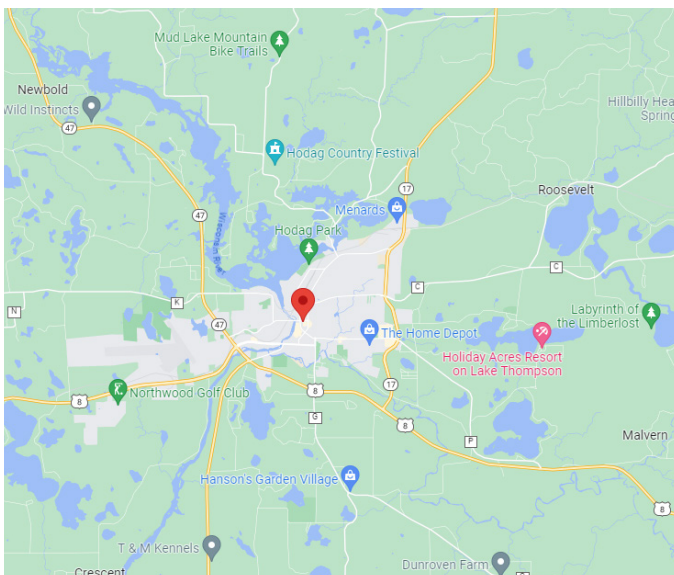 Mud Lake Mountain
Bike Trails
Newbold
Wild Instincts
47
Hillbilly Hea
Spring
Hodag Country Festival
17
Roosevelt
Menards
47
Wisconsin R
Hodag Park
C
C
K
N
47
Labyrinth of
the Limberlost
The Home Depot
Holiday Acres Resort
on Lake Thompson
8
17
Northwood Golf Club
8
G
8
P
Malvern
Hanson's Garden Village
8
T & M Kennels
Dunroven Farm
Crescent